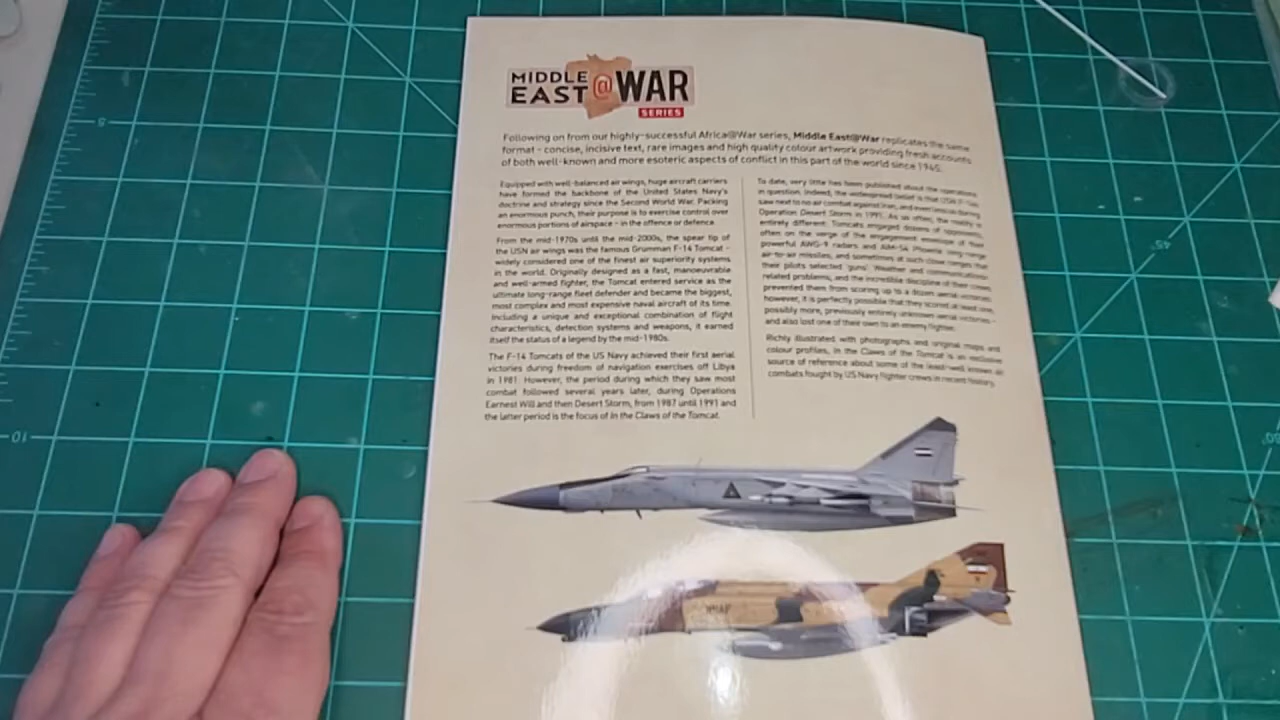 MIDDLE
EAST @ WAR
SERIES
Following on from our highly-successful Africa@War series, Middle East@War replicates the same
format - concise, incisive text, rare images and high quality colour artwork providing fresh accounts
of both well-known and more esoteric aspects of conflict in this part of the world since 1945.
Equipped with well-balanced air wings, huge aircraft carriers
have formed the backbone of the United States Navy's
doctrine and strategy since the Second World War. Packing
an enormous punch, their purpose is to exercise control over
enormous portions of airspace - in the offence or defence.
From the mid-1970s until the mid-2000s, the spear tip of
the USN air wings was the famous Grumman F-14 Tomcat -
widely considered one of the finest air superiority systems
in the world. Originally designed as a fast, manoeuvrable
and well-armed fighter, the Tomcat entered service as the
ultimate long-range fleet defender and became the biggest,
most complex and most expensive naval aircraft of its time.
Including a unique and exceptional combination of flight
characteristics, detection systems and weapons, it earned
itself the status of a legend by the mid-1980s.
The F-14 Tomcats of the US Navy achieved their first aerial
victories during freedom of navigation exercises off Libya
in 1981. However, the period during which they saw most
combat followed several years later, during Operations
Earnest Will and then Desert Storm, from 1987 until 1991 and
the latter period is the focus of In the Claws of the Tomcat.
To date, very little has been published about the operations
in question. Indeed, the widespread belief is that USN F-14s
saw next to no air combat against Iran, and even less so during
Operation Desert Storm in 1991. As so often, the reality is
entirely different: Tomcats engaged dozens of opponents,
often on the verge of the engagement envelope of their
powerful AWG-9 radars and AIM-54 Phoenix long-range
air-to-air missiles, and sometimes at such close ranges that
their pilots selected 'guns'. Weather and communications-
related problems, and the incredible discipline of their crews
prevented them from scoring up to a dozen aerial victories
however, it is perfectly possible that they scored at least one,
possibly more, previously entirely unknown aerial victories -
and also lost one of their own to an enemy fighter.
Richly illustrated with photographs and original maps and
colour profiles, In the Claws of the Tomcat is an exclusive
source of reference about some of the least-well known air
combats fought by US Navy fighter crews in recent history.
10
45